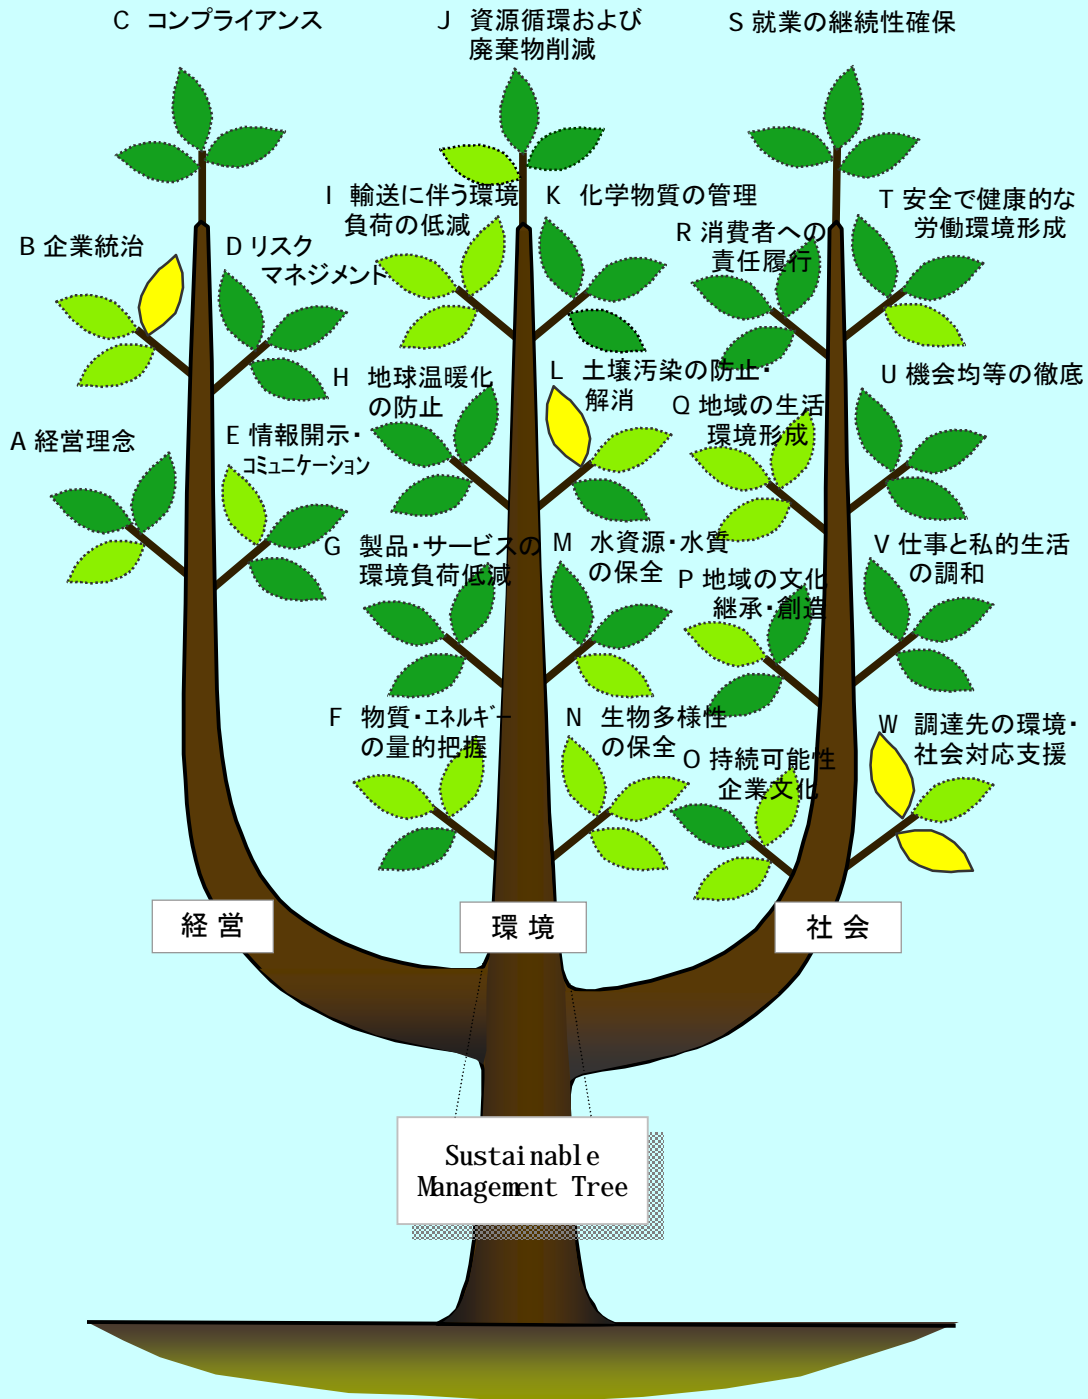 C コンプライアンス
J 資源循環および
廃棄物削減
S 就業の継続性確保
I 輸送に伴う環境
負荷の低減
K 化学物質の管理
T 安全で健康的な
労働環境形成
R 消費者への
責任履行
B 企業統治
D リスク
マネジメント
H 地球温暖化
の防止
L 土壌汚染の防止・
解消
Q 地域の生活
環境形成
U 機会均等の徹底
A 経営理念
E 情報開示・
コミュニケーション
G 製品・サービスの
環境負荷低減
M 水資源・水質
の保全
P 地域の文化
継承・創造
V 仕事と私的生活
の調和
F 物質・エネルギー
の量的把握
N 生物多様性
の保全
O 持続可能性
企業文化
W 調達先の環境・
社会対応支援
経営
環境
社会
Sustainable
Management Tree